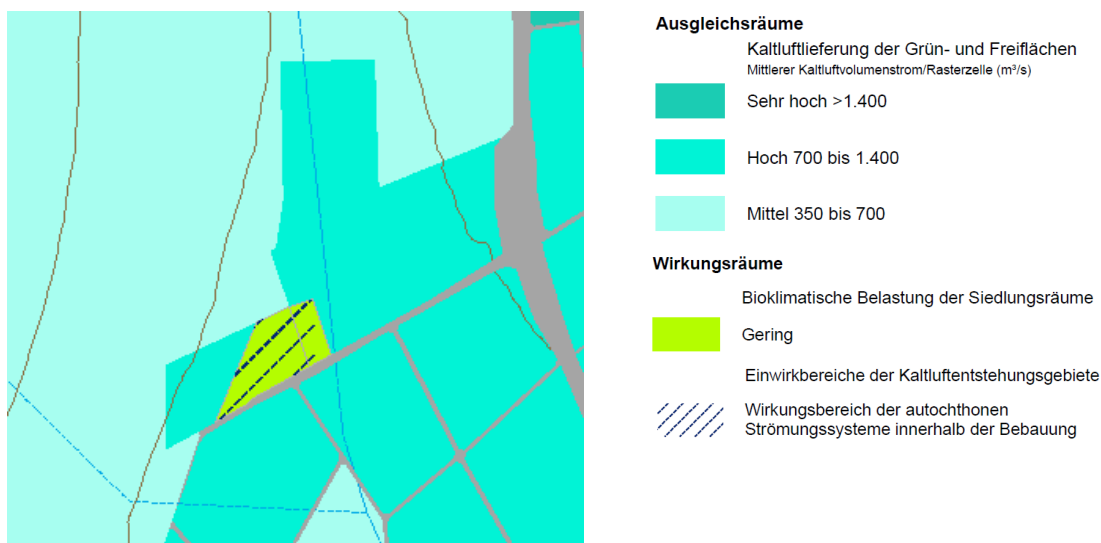 Ausgleichsräume
Kaltluftlieferung der Grün- und Freiflächen
Mittlerer Kaltluftvolumenstrom/Rasterzelle (m³/s)
Sehr hoch >1.400
Hoch 700 bis 1.400
Mittel 350 bis 700
Wirkungsräume
Bioklimatische Belastung der Siedlungsräume
Gering
Einwirkbereiche der Kaltluftentstehungsgebiete
Wirkungsbereich der autochthonen
Strömungssysteme innerhalb der Bebauung